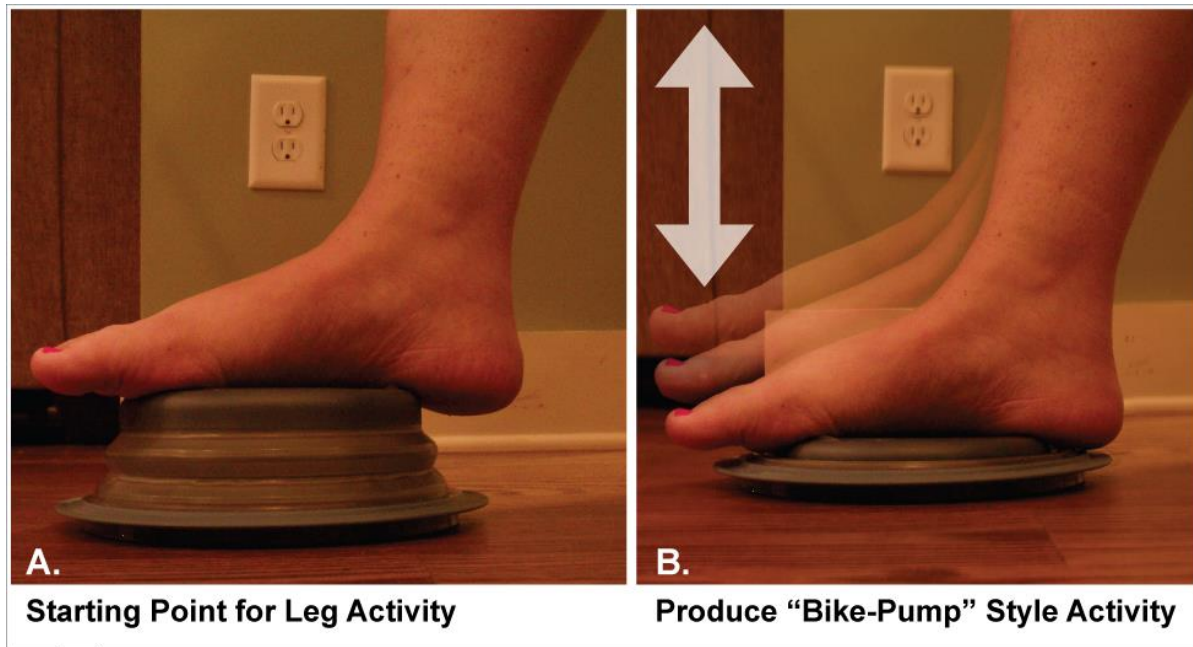 A.
B.
Starting Point for Leg Activity
Produce “Bike-Pump” Style Activity